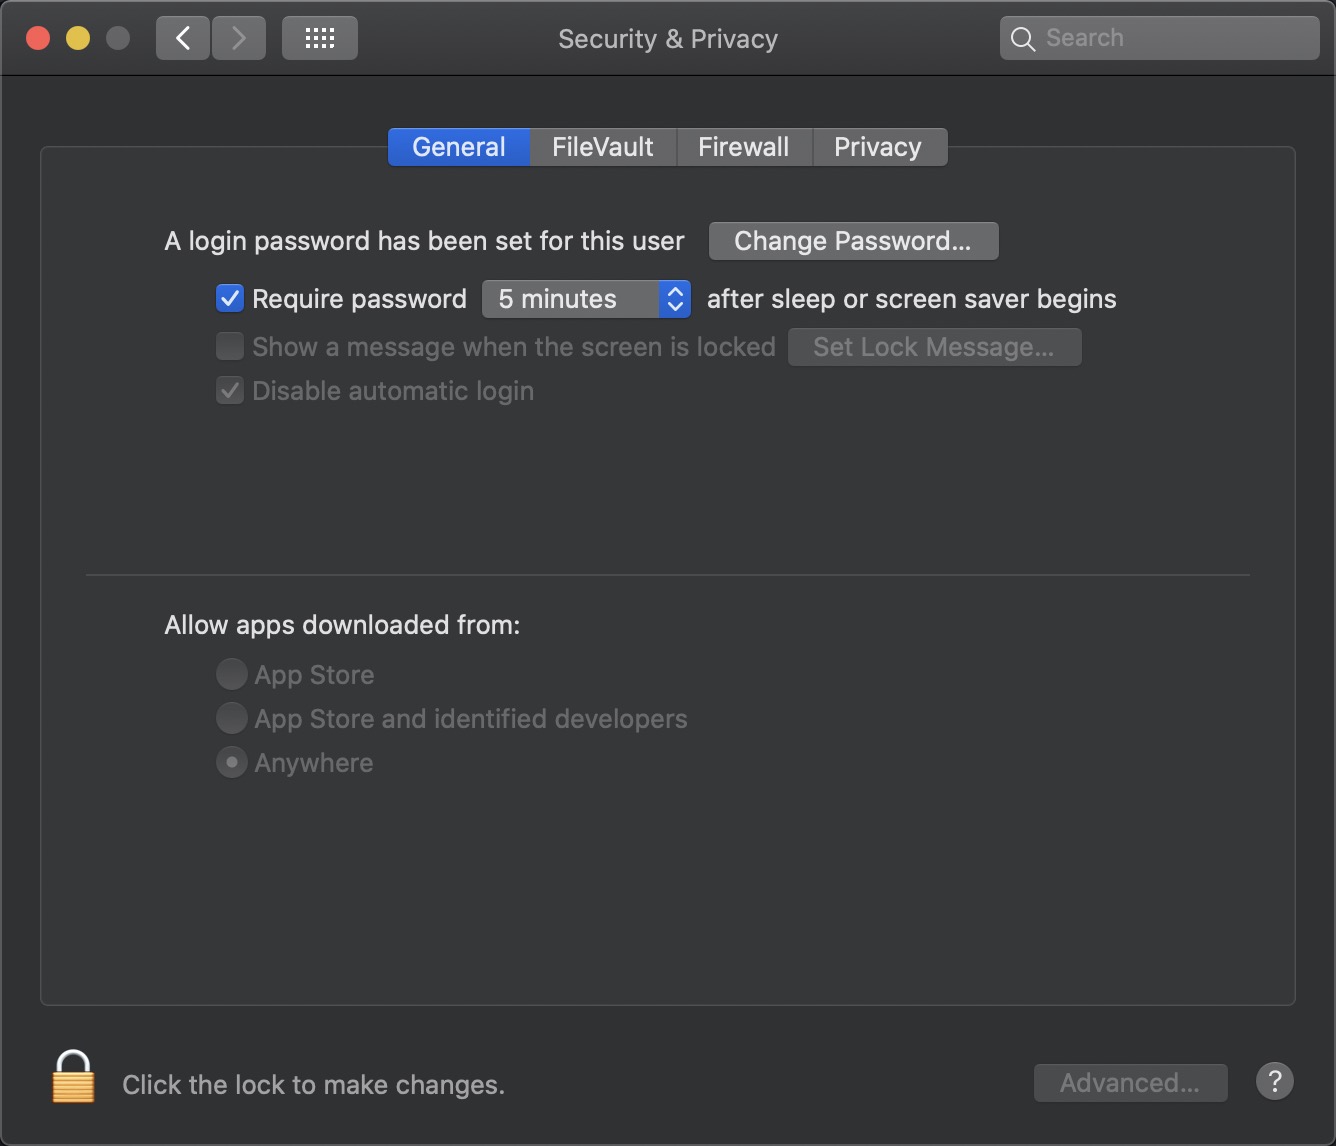 Security & Privacy
Search
General FileVault Firewall Privacy
A login password has been set for this user Change Password...
Require password 5 minutes after sleep or screen saver begins
Show a message when the screen is locked Set Lock Message...
Disable automatic login
Allow apps downloaded from:
App Store
App Store and identified developers
Anywhere
Click the lock to make changes.
Advanced... ?